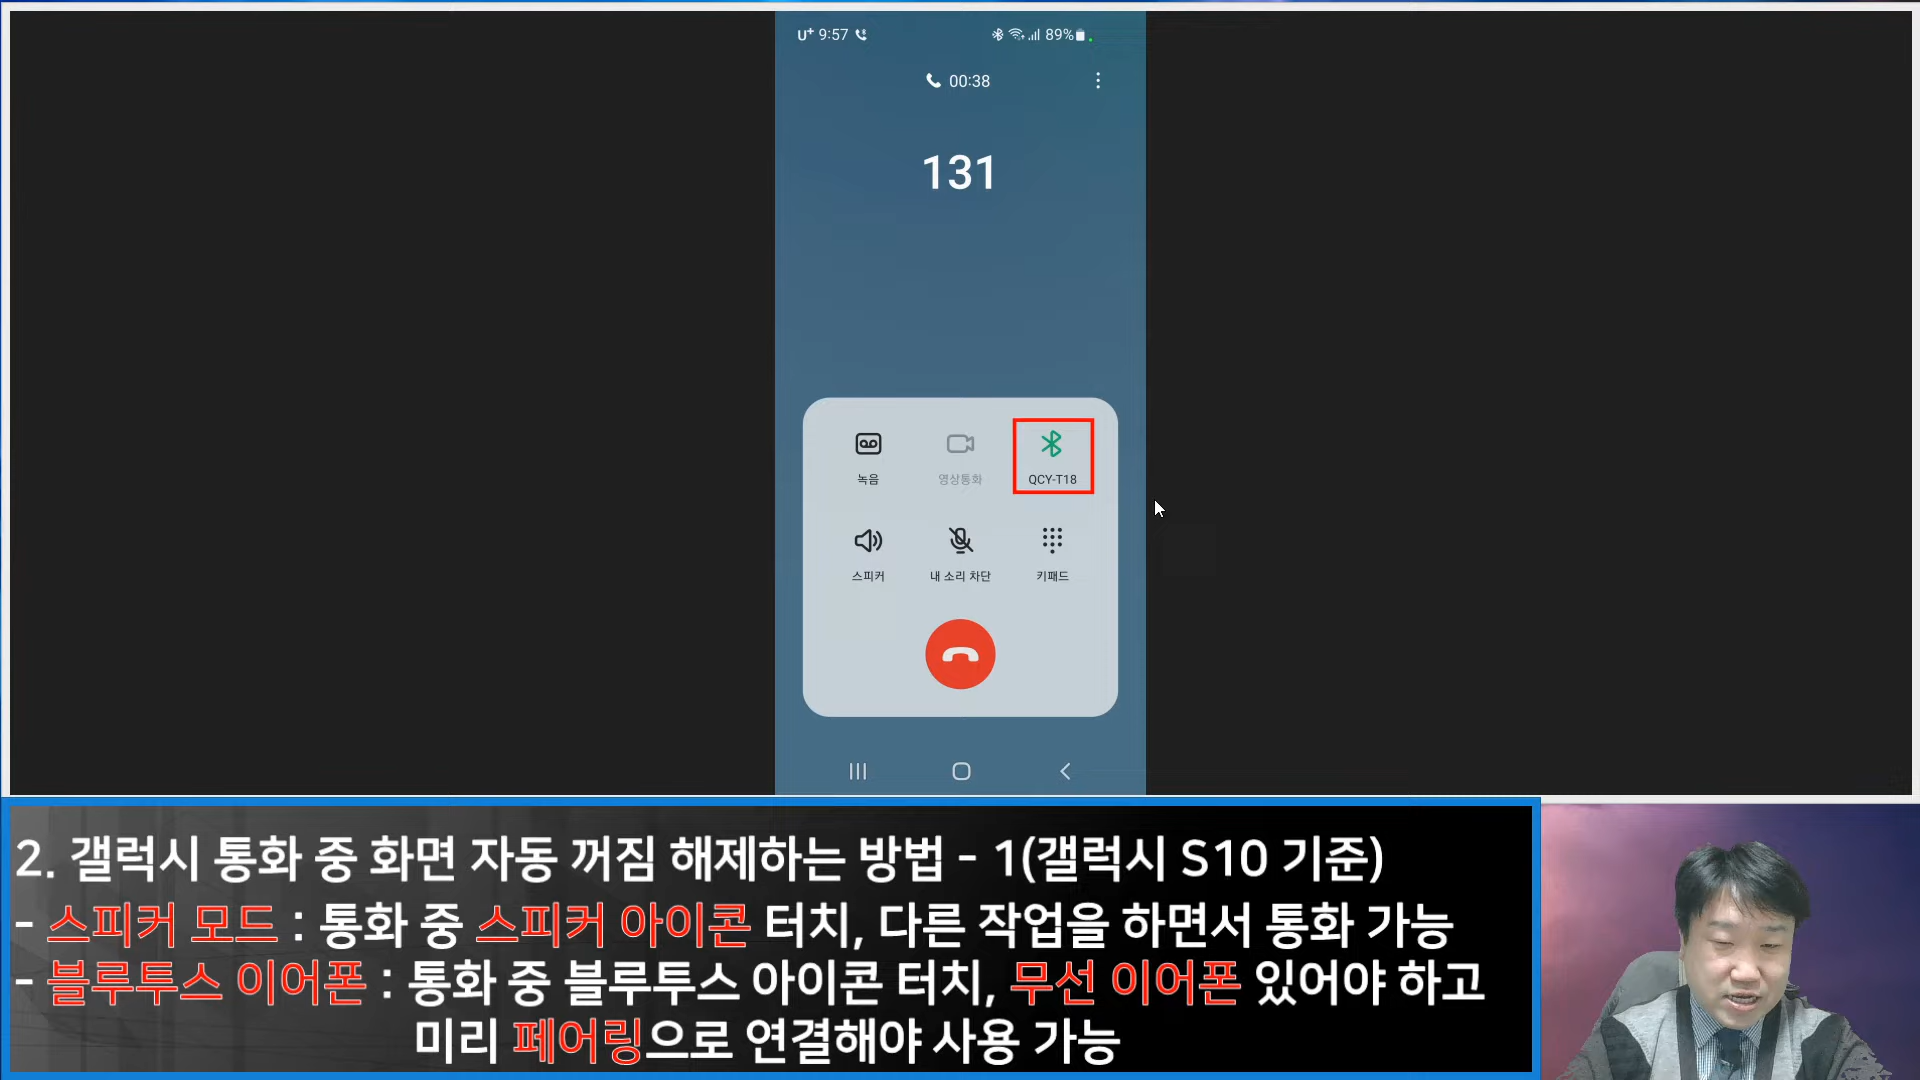 U⁺ 9:57 89%
00:38
131
녹음 영상통화 QCY-T18
스피커 내 소리 차단 키패드
2. 갤럭시 통화 중 화면 자동 꺼짐 해제하는 방법 - 1(갤럭시 S10 기준)
- 스피커 모드 : 통화 중 스피커 아이콘 터치, 다른 작업을 하면서 통화 가능
- 블루투스 이어폰 : 통화 중 블루투스 아이콘 터치, 무선 이어폰 있어야 하고
미리 페어링으로 연결해야 사용 가능